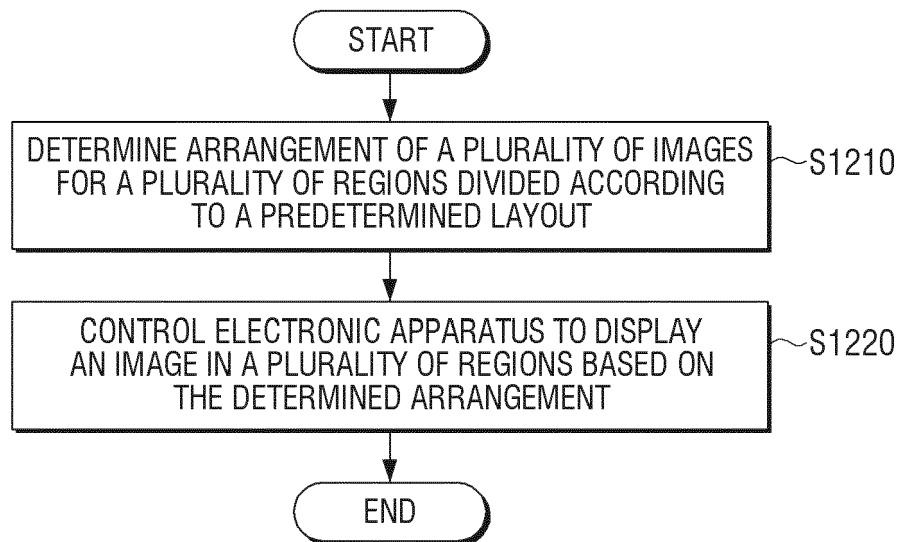 START
DETERMINE ARRANGEMENT OF A PLURALITY OF IMAGES
FOR A PLURALITY OF REGIONS DIVIDED ACCORDING
TO A PREDETERMINED LAYOUT
S1210
CONTROL ELECTRONIC APPARATUS TO DISPLAY
AN IMAGE IN A PLURALITY OF REGIONS BASED ON
THE DETERMINED ARRANGEMENT
S1220
END